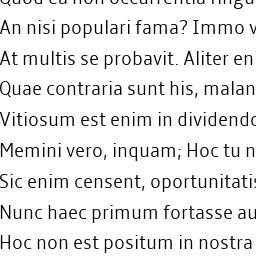 Quod ea non occurrentia fingu
An nisi populari fama? Immo v
At multis se probavit. Aliter en
Quae contraria sunt his, malan
Vitiosum est enim in dividendo
Memini vero, inquam; Hoc tu n
Sic enim censent, oportunitatis
Nunc haec primum fortasse au
Hoc non est positum in nostra